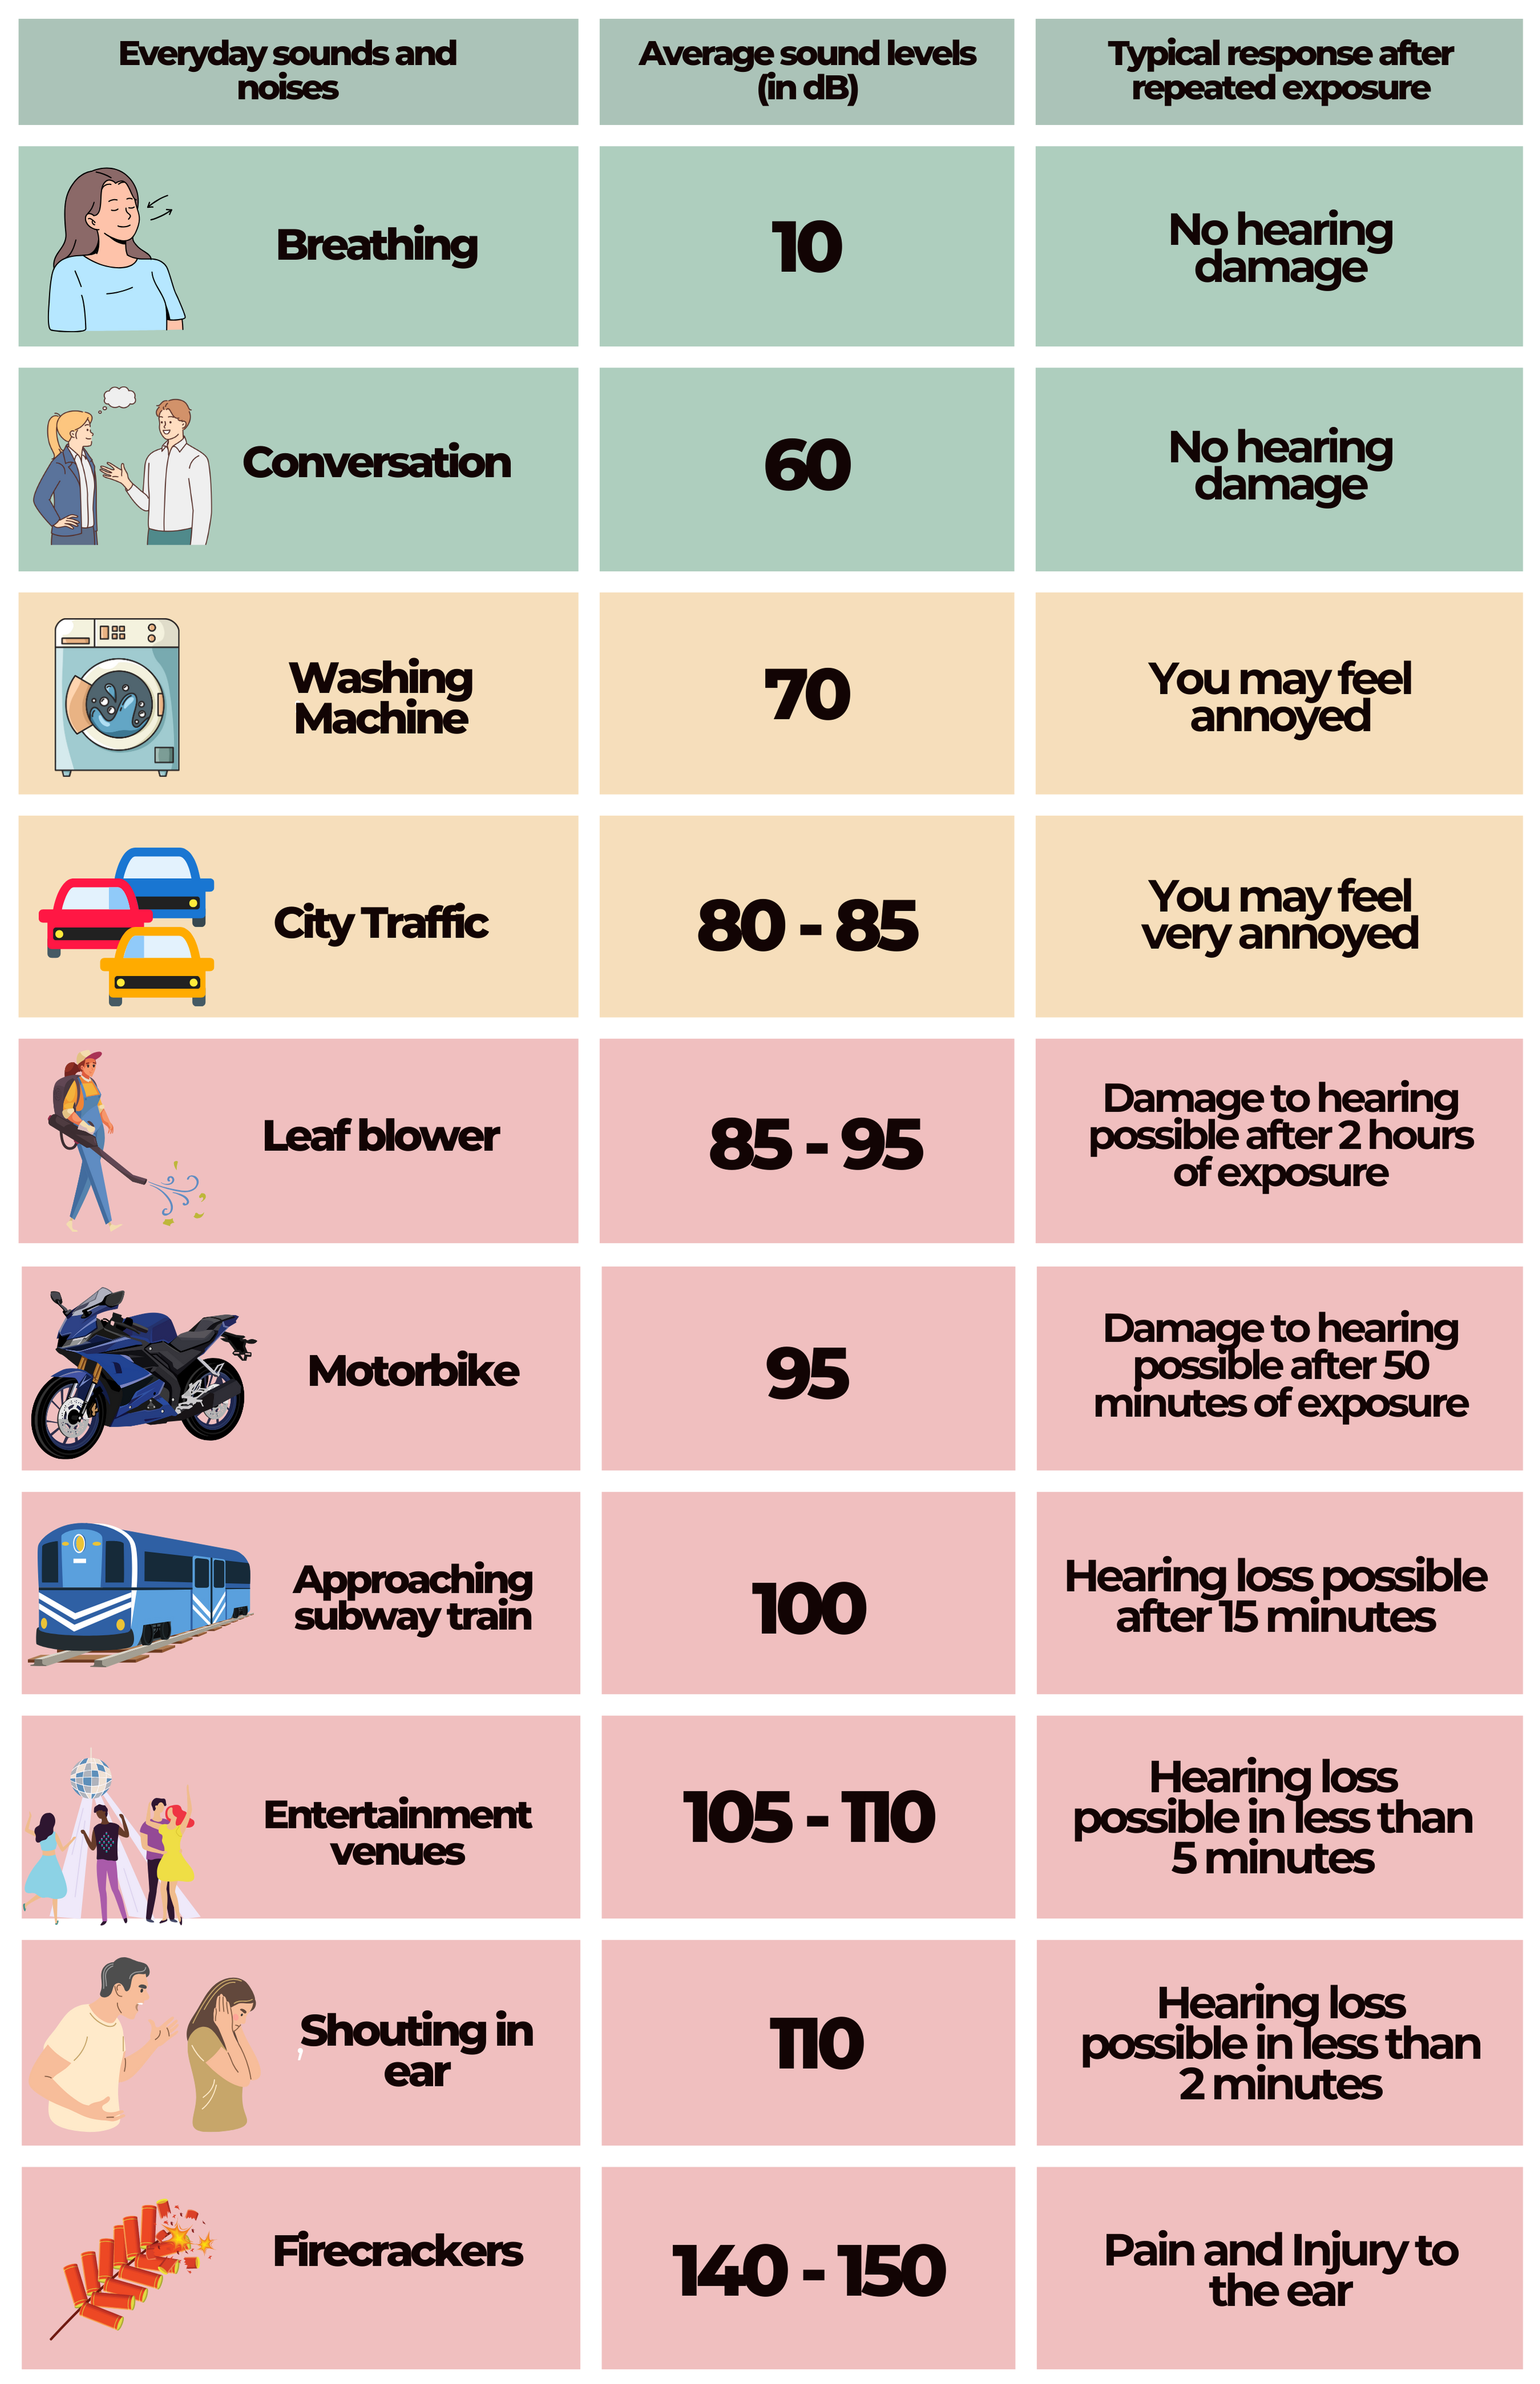 Everyday sounds and
noises
Average sound levels
(in dB)
Typical response after
repeated exposure
Breathing
10
No hearing
damage
Conversation
60
No hearing
damage
Washing
Machine
70
You may feel
annoyed
City Traffic
80 - 85
You may feel
very annoyed
Leaf blower
85 - 95
Damage to hearing
possible after 2 hours
of exposure
Motorbike
95
Damage to hearing
possible after 50
minutes of exposure
Approaching
subway train
100
Hearing loss possible
after 15 minutes
Entertainment
venues
105 - 110
Hearing loss
possible in less than
5 minutes
Shouting in
ear
110
Hearing loss
possible in less than
2 minutes
Firecrackers
140 - 150
Pain and Injury to
the ear